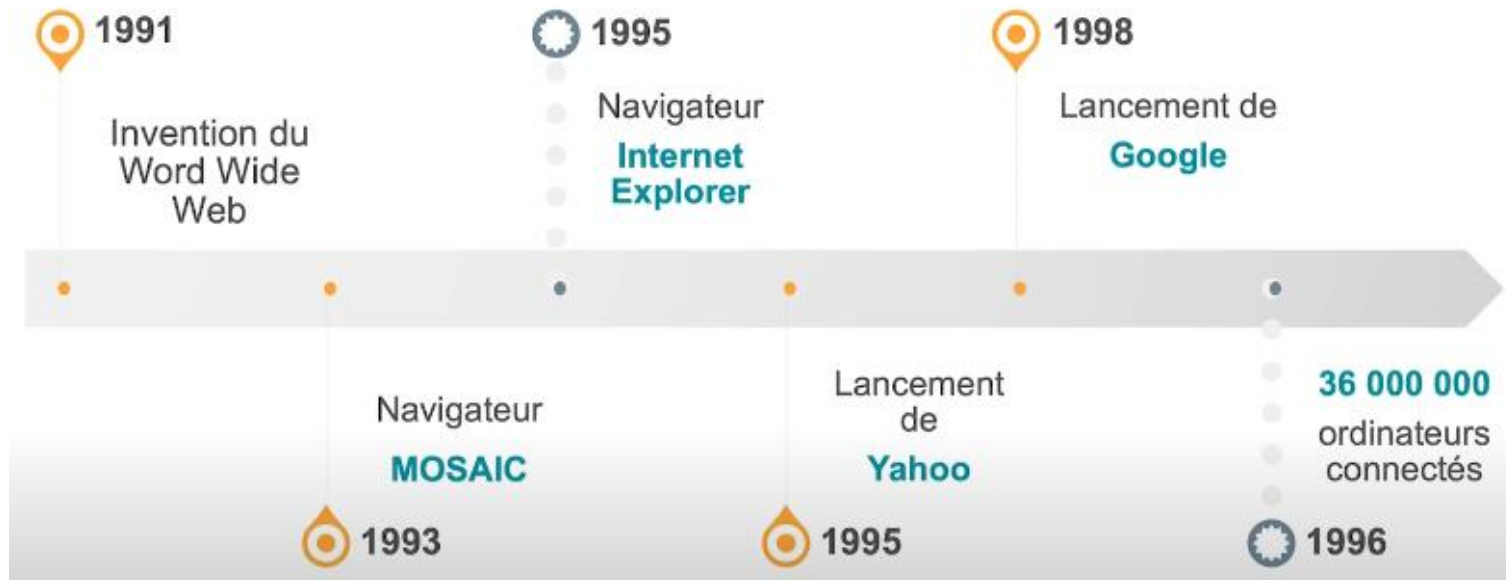 1991
Invention du
Word Wide
Web
1993
Navigateur
MOSAIC
1995
Navigateur
Internet
Explorer
1995
Lancement
de
Yahoo
1998
Lancement de
Google
1996
36 000 000
ordinateurs
connectés